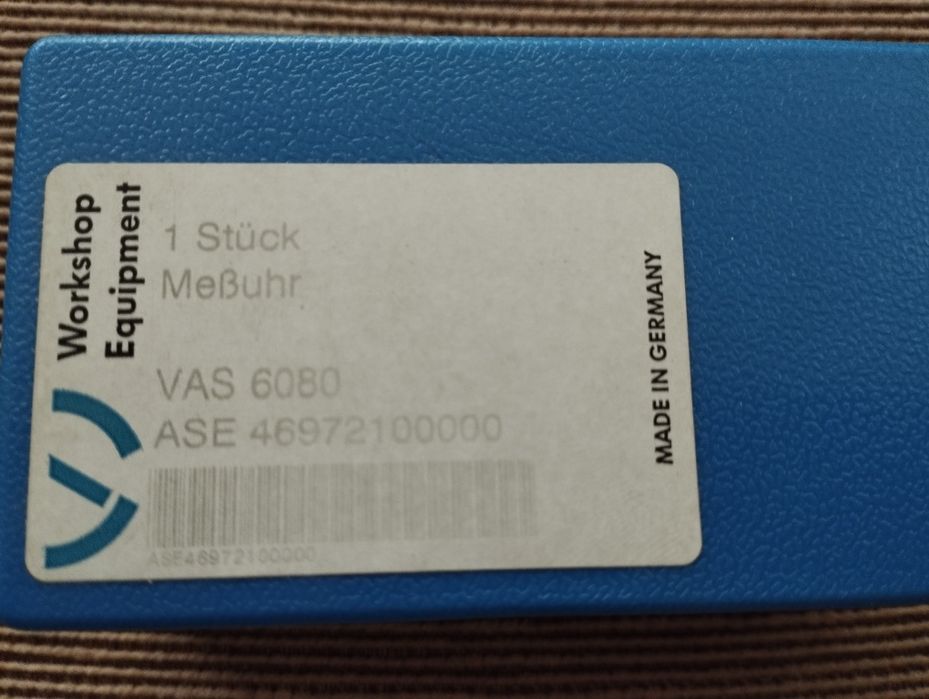 Workshop
Equipment
1 Stück
Meßuhr
VAS 6080
ASE 46972100000
ASE46972100000
MADE IN GERMANY